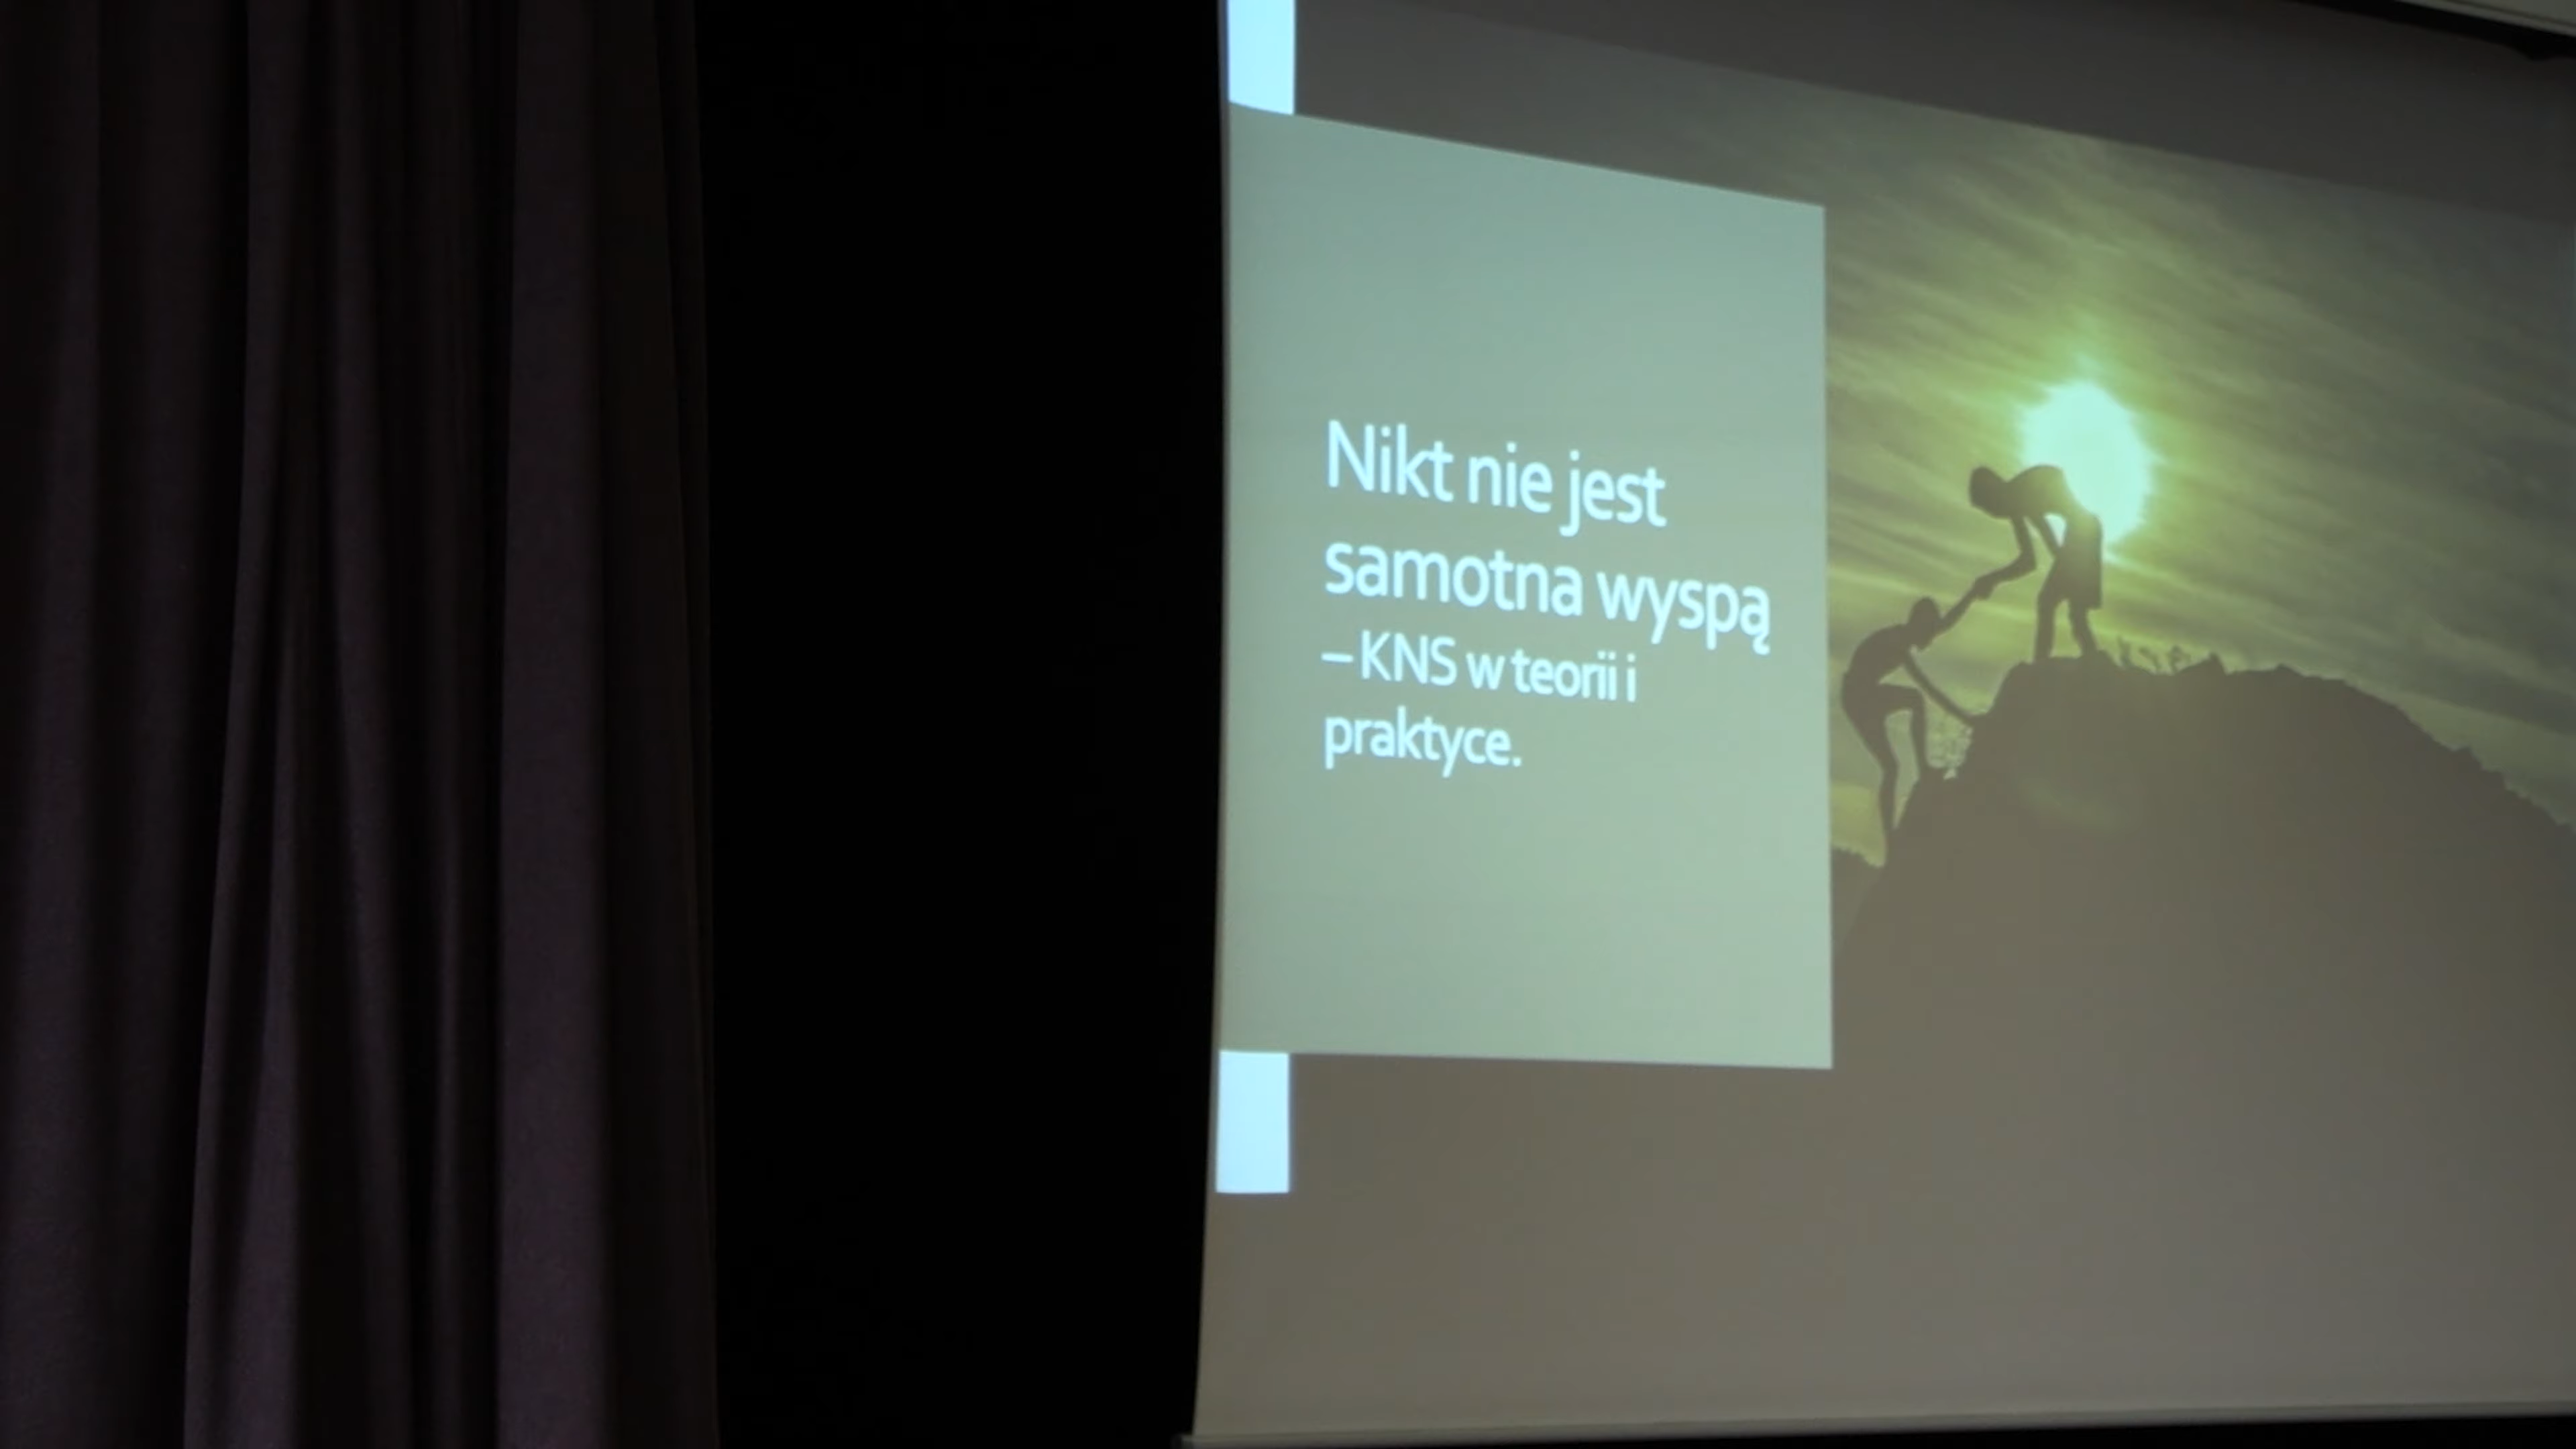 Nikt nie jest
samotna wyspą
– KNS w teorii i
praktyce.